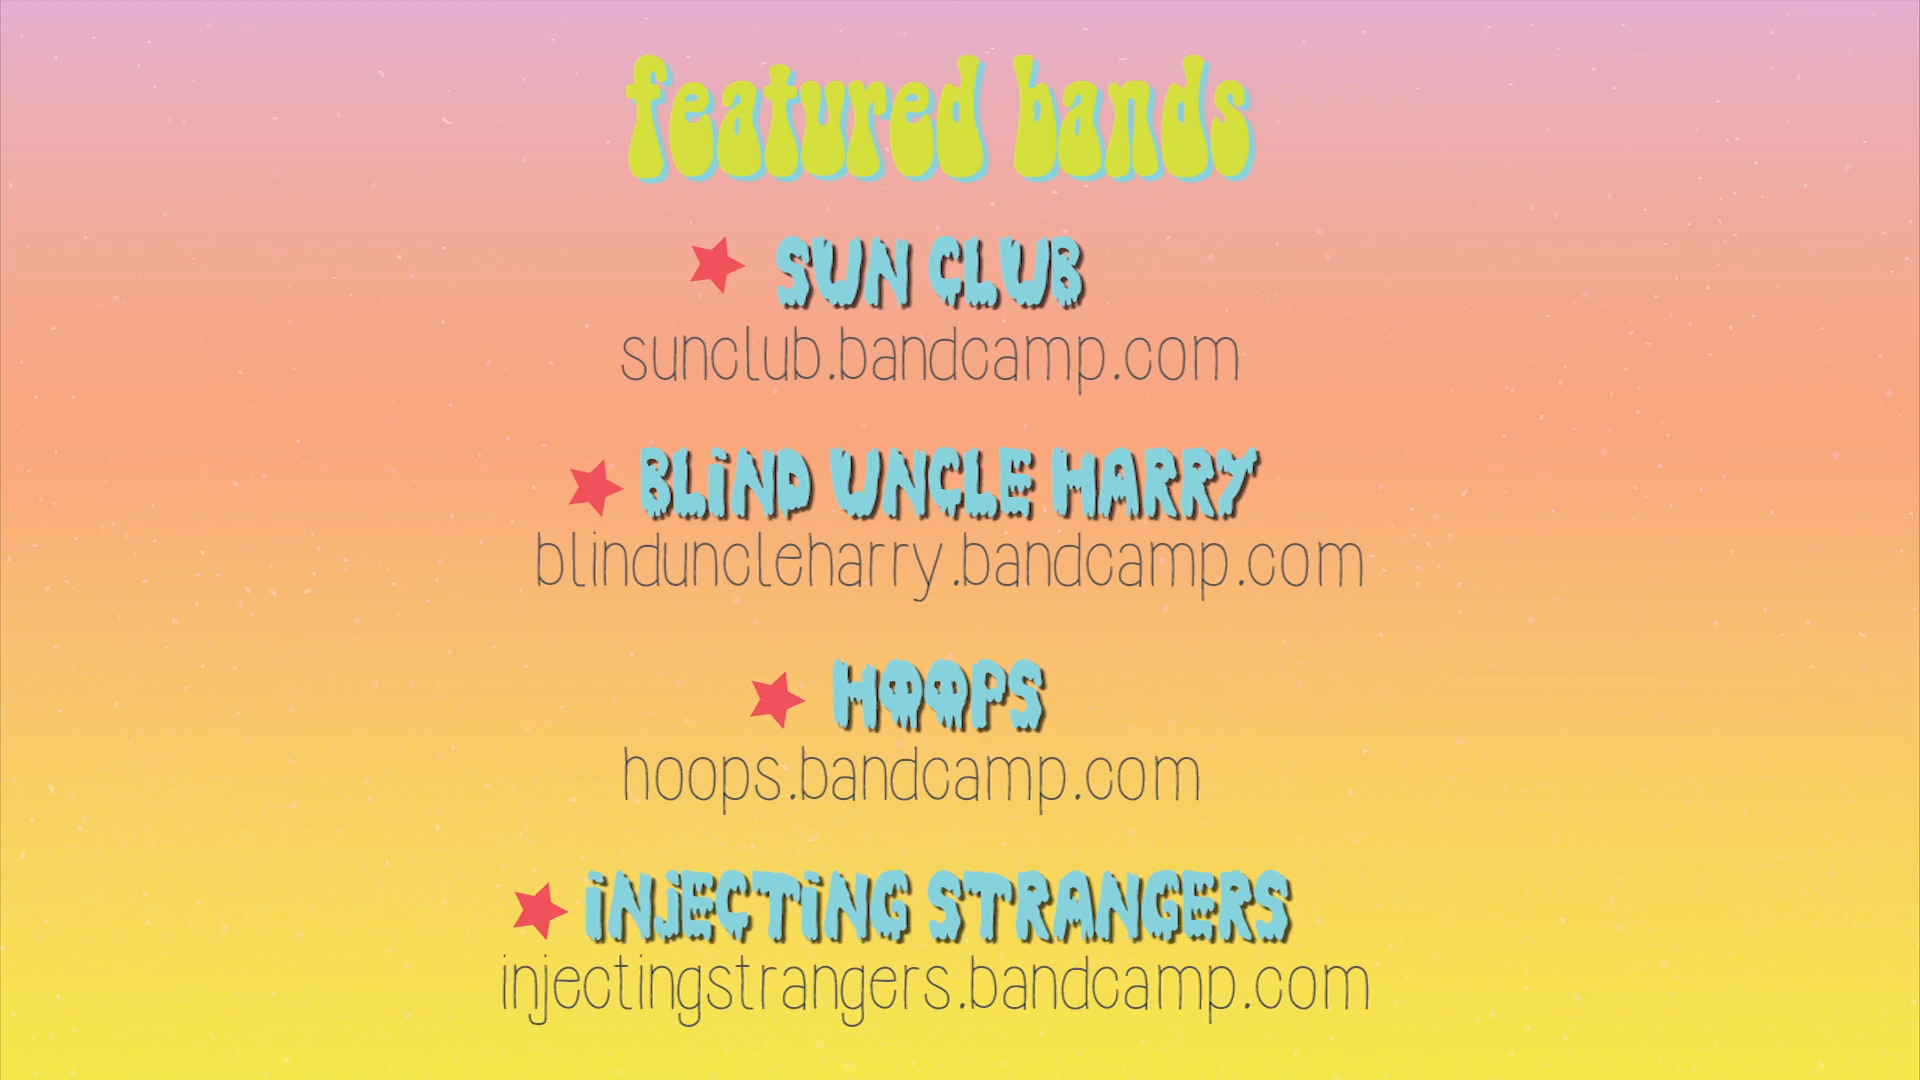 featured bands
SUN CLUB
sunclub.bandcamp.com
BLiND UNCLE HARRY
blinduncleharry.bandcamp.com
HOOPS
hoops.bandcamp.com
iNjECTiNG STRANGERS
injectingstrangers.bandcamp.com